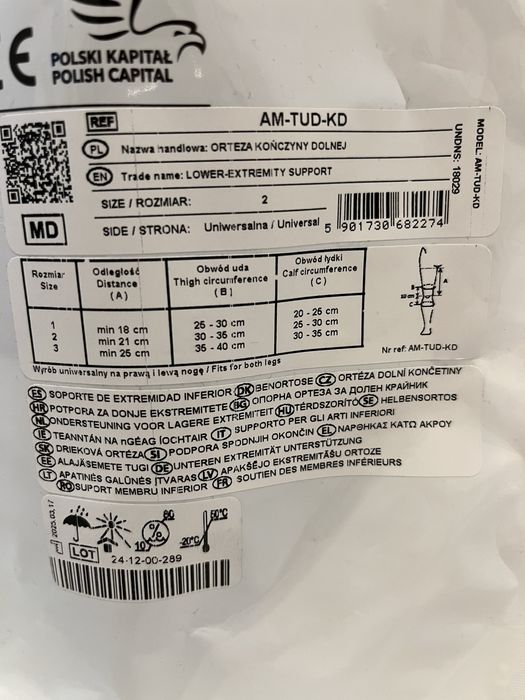 CE
POLSKI KAPITAŁ
POLISH CAPITAL
REF AM-TUD-KD
PL Nazwa handlowa: ORTEZA KOŃCZYNY DOLNEJ
EN Trade name: LOWER-EXTREMITY SUPPORT
SIZE / ROZMIAR: 2
MD SIDE / STRONA: Uniwersalna / Universal
5 901730 682274
UNDNS: 18029
MODEL: AM-TUD-KD
Rozmiar Size
Odległość Distance (A)
Obwód uda Thigh circumference (B)
Obwód łydki Calf circumference (C)
1 min 18 cm 25 - 30 cm 20 - 25 cm
2 min 21 cm 30 - 35 cm 25 - 30 cm
3 min 25 cm 35 - 40 cm 30 - 35 cm
A
B
C
Nr ref: AM-TUD-KD
Wyrób uniwersalny na prawą i lewą nogę / Fits for both legs
ES SOPORTE DE EXTREMIDAD INFERIOR DK BENORTOSE CZ ORTÉZA DOLNÍ KONČETINY
HR POTPORA ZA DONJE EKSTREMITETE BG ОПОРНА ОРТЕЗА ЗА ДОЛЕН КРАЙНИК
NL ONDERSTEUNING VOOR LAGERE EXTREMITEIT HU TÉRDSZORÍTÓ SE HELBENSORTOS
IE TEANNTÁN NA nGÉAG ÍOCHTAIR IT SUPPORTO PER GLI ARTI INFERIORI
SK DRIEKOVÁ ORTÉZA SI PODPORA SPODNJIH OKONČIN EL ΝΑΡΘΗΚΑΣ ΚΑΤΩ ΑΚΡΟΥ
EE ALAJÄSEMETE TUGI DE UNTEREN EXTREMITÄT UNTERSTÜTZUNG
LT APATINĖS GALŪNĖS ĮTVARAS LV APAKŠĒJO EKSTREMITĀŠU ORTOZE
RO SUPORT MEMBRU INFERIOR FR SOUTIEN DES MEMBRES INFÉRIEURS
2025.03.17
10 % 80
-20°C 50°C
LOT 24-12-00-289